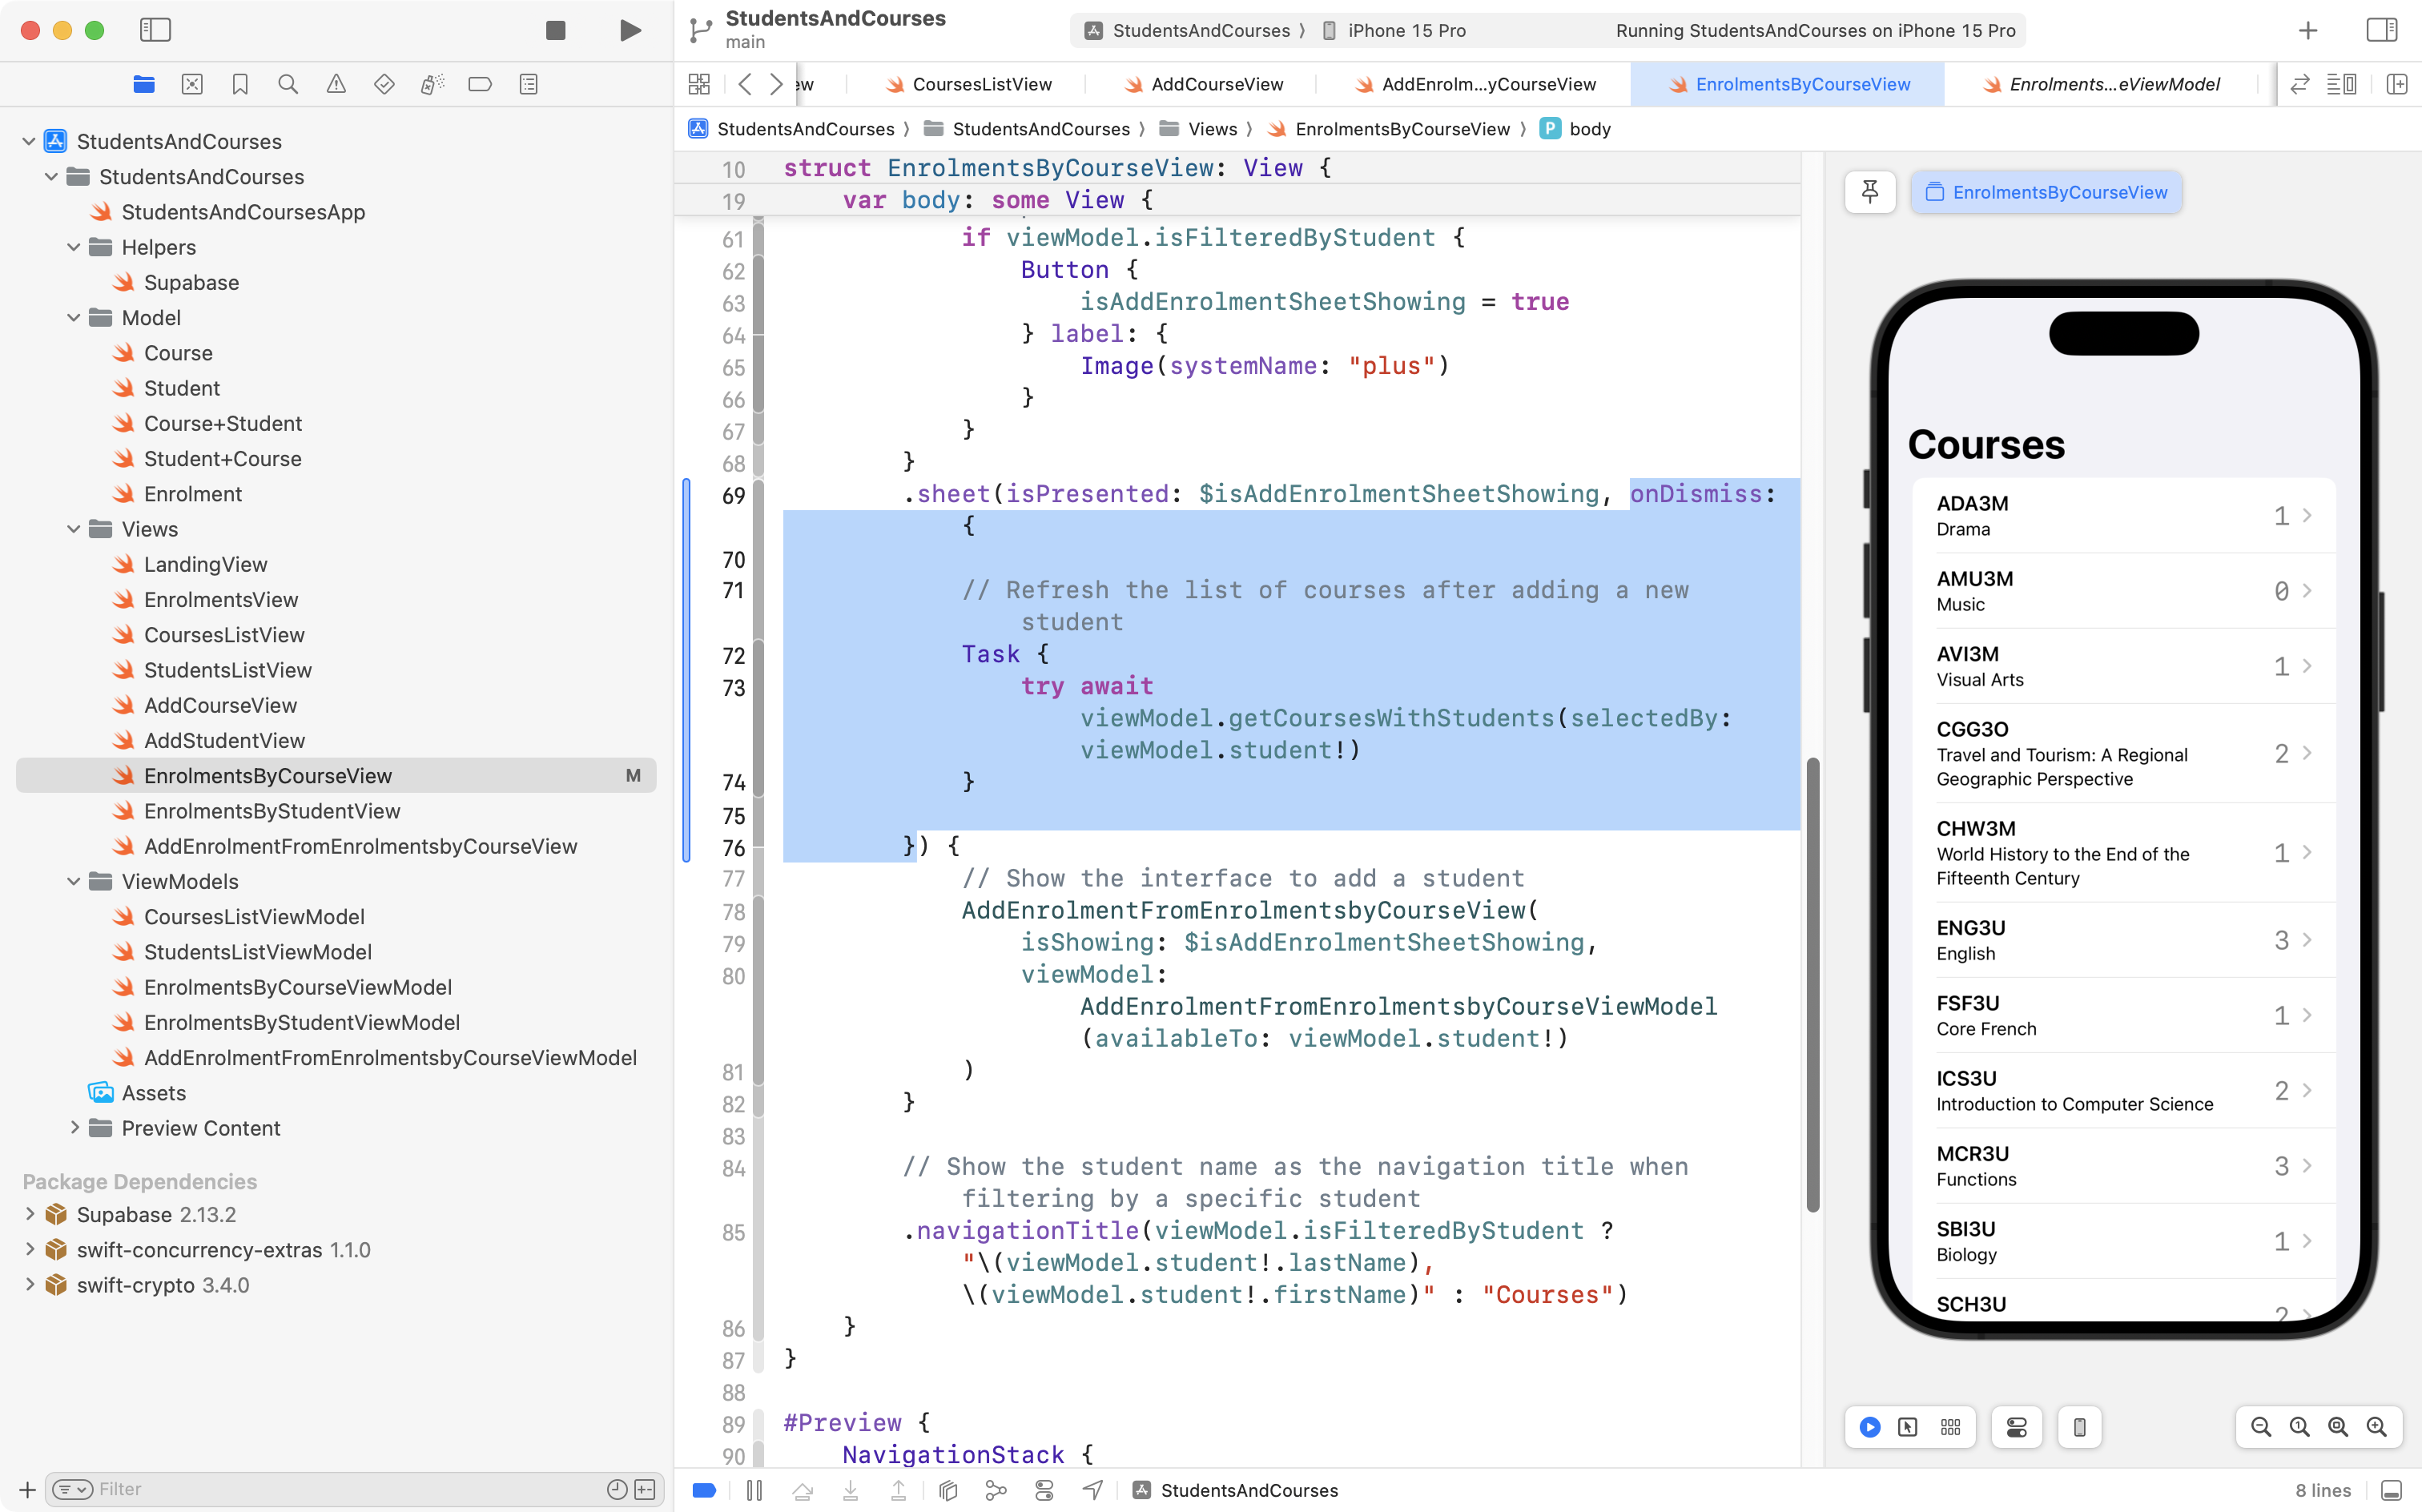 StudentsAndCourses
main
StudentsAndCourses 〉 iPhone 15 Pro
Running StudentsAndCourses on iPhone 15 Pro
ew
CoursesListView
AddCourseView
AddEnrolm...yCourseView
EnrolmentsByCourseView
Enrolments...eViewModel
StudentsAndCourses 〉 StudentsAndCourses 〉 Views 〉 EnrolmentsByCourseView 〉 P body
StudentsAndCourses
StudentsAndCourses
StudentsAndCoursesApp
Helpers
Supabase
Model
Course
Student
Course+Student
Student+Course
Enrolment
Views
LandingView
EnrolmentsView
CoursesListView
StudentsListView
AddCourseView
AddStudentView
EnrolmentsByCourseView M
EnrolmentsByStudentView
AddEnrolmentFromEnrolmentsbyCourseView
ViewModels
CoursesListViewModel
StudentsListViewModel
EnrolmentsByCourseViewModel
EnrolmentsByStudentViewModel
AddEnrolmentFromEnrolmentsbyCourseViewModel
Assets
Preview Content
Package Dependencies
Supabase 2.13.2
swift-concurrency-extras 1.1.0
swift-crypto 3.4.0
Filter
10 struct EnrolmentsByCourseView: View {
19 var body: some View {
61 if viewModel.isFilteredByStudent {
62 Button {
63 isAddEnrolmentSheetShowing = true
64 } label: {
65 Image(systemName: "plus")
66 }
67 }
68 }
69 .sheet(isPresented: $isAddEnrolmentSheetShowing, onDismiss:
{
70
71 // Refresh the list of courses after adding a new
student
72 Task {
73 try await
viewModel.getCoursesWithStudents(selectedBy:
viewModel.student!)
74 }
75
76 }) {
77 // Show the interface to add a student
78 AddEnrolmentFromEnrolmentsbyCourseView(
79 isShowing: $isAddEnrolmentSheetShowing,
80 viewModel:
AddEnrolmentFromEnrolmentsbyCourseViewModel
(availableTo: viewModel.student!)
81 )
82 }
83
84 // Show the student name as the navigation title when
filtering by a specific student
85 .navigationTitle(viewModel.isFilteredByStudent ?
"\(viewModel.student!.lastName),
\(viewModel.student!.firstName)" : "Courses")
86 }
87 }
88
89 #Preview {
90 NavigationStack {
StudentsAndCourses
8 lines
EnrolmentsByCourseView
Courses
ADA3M
Drama
1
AMU3M
Music
0
AVI3M
Visual Arts
1
CGG3O
Travel and Tourism: A Regional
Geographic Perspective
2
CHW3M
World History to the End of the
Fifteenth Century
1
ENG3U
English
3
FSF3U
Core French
1
ICS3U
Introduction to Computer Science
2
MCR3U
Functions
3
SBI3U
Biology
1
SCH3U
2